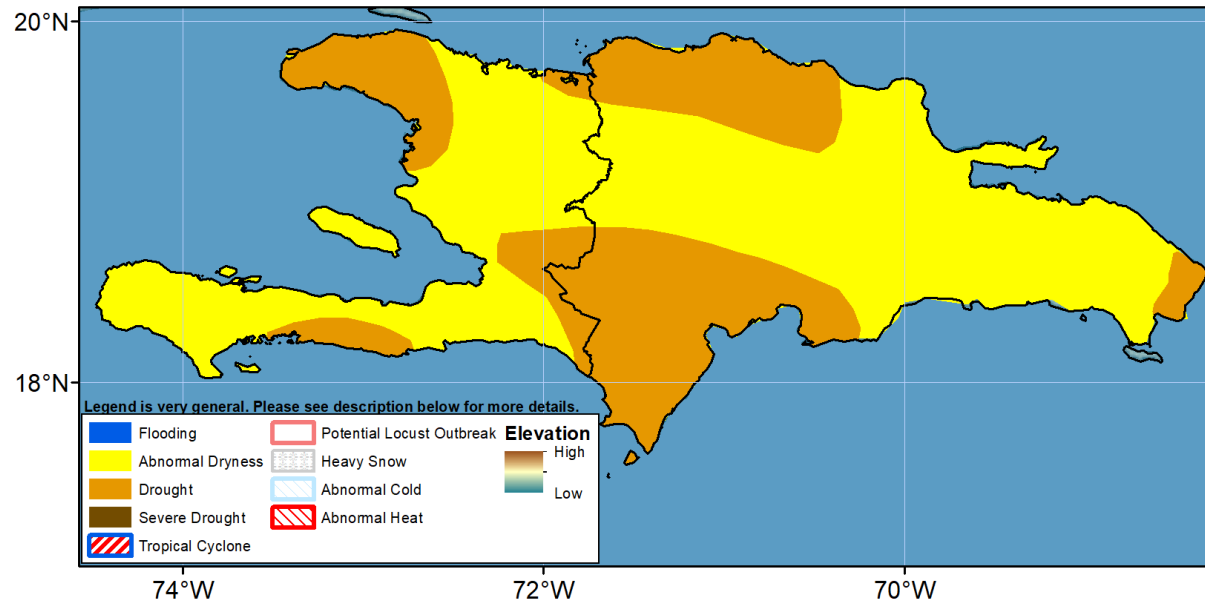 20°N
18°N
Legend is very general. Please see description below for more details.
Flooding
Abnormal Dryness
Drought
Severe Drought
Tropical Cyclone
Potential Locust Outbreak
Heavy Snow
Abnormal Cold
Abnormal Heat
Elevation
High
Low
74°W
72°W
70°W